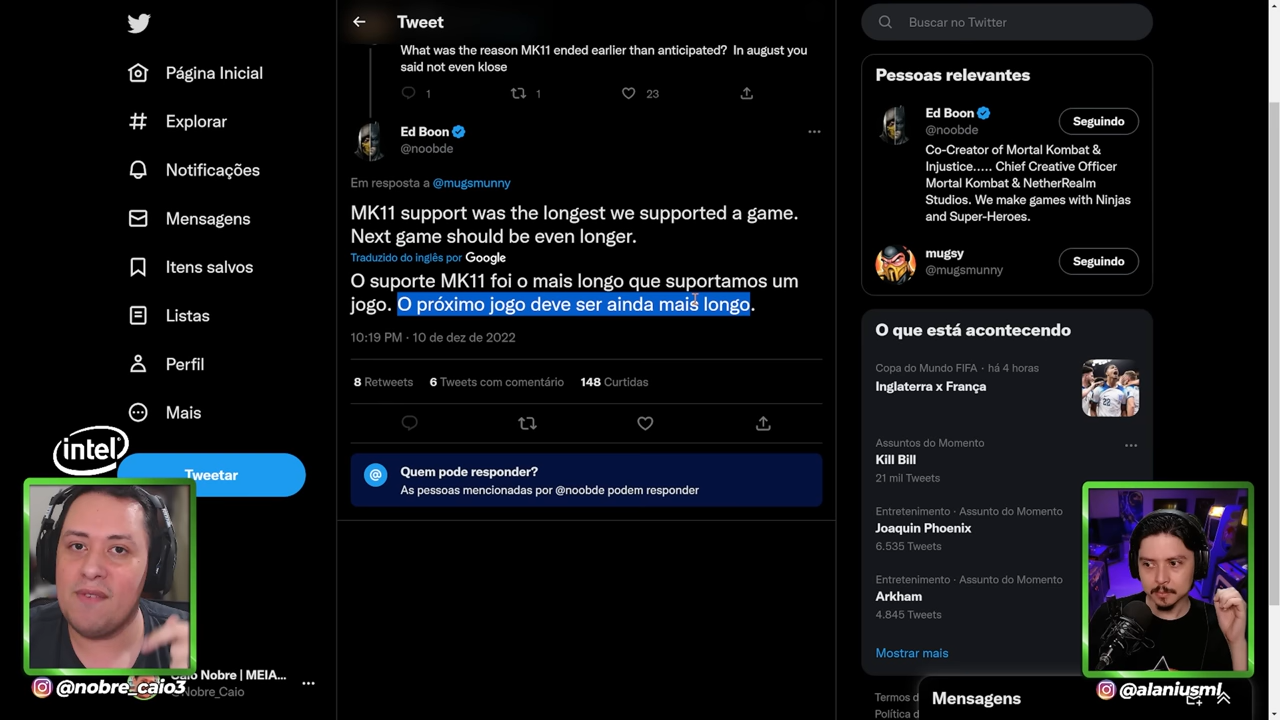 Página Inicial
Explorar
Notificações
Mensagens
Itens salvos
Listas
Perfil
Mais
Tweetar
intel
@nobre_caio3
Caio Nobre | MEIA...
@Nobre_Caio
Tweet
What was the reason MK11 ended earlier than anticipated? In august you
said not even klose
1
1
23
Ed Boon
@noobde
Em resposta a @mugsmunny
MK11 support was the longest we supported a game.
Next game should be even longer.
Traduzido do inglês por Google
O suporte MK11 foi o mais longo que suportamos um
jogo. O próximo jogo deve ser ainda mais longo.
10:19 PM · 10 de dez de 2022
8 Retweets 6 Tweets com comentário 148 Curtidas
Quem pode responder?
As pessoas mencionadas por @noobde podem responder
Buscar no Twitter
Pessoas relevantes
Ed Boon
@noobde
Seguindo
Co-Creator of Mortal Kombat &
Injustice..... Chief Creative Officer
Mortal Kombat & NetherRealm
Studios. We make games with Ninjas
and Super-Heroes.
mugsy
@mugsmunny
Seguindo
O que está acontecendo
Copa do Mundo FIFA · há 4 horas
Inglaterra x França
22
Assuntos do Momento
Kill Bill
21 mil Tweets
Entretenimento · Assunto do Momento
Joaquin Phoenix
6.535 Tweets
Entretenimento · Assunto do Momento
Arkham
4.845 Tweets
Mostrar mais
Termos d
Política d
Mensagens
@alaniusml